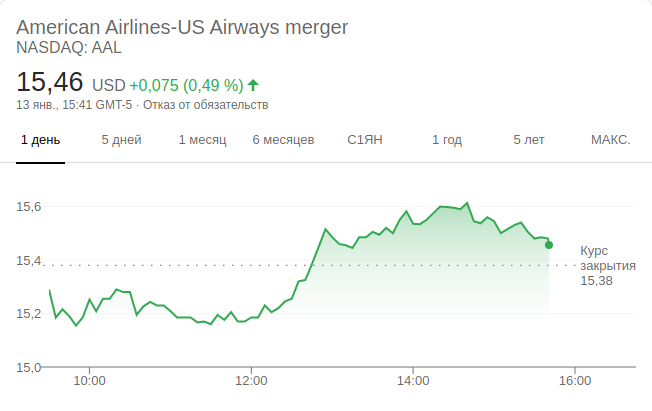 American Airlines-US Airways merger
NASDAQ: AAL
15,46 USD +0,075 (0,49 %)
13 янв., 15:41 GMT-5 · Отказ от обязательств
1 день 5 дней 1 месяц 6 месяцев С1ЯН 1 год 5 лет МАКС.
15,6
15,4
15,2
15,0
Курс
закрытия
15,38
10:00 12:00 14:00 16:00